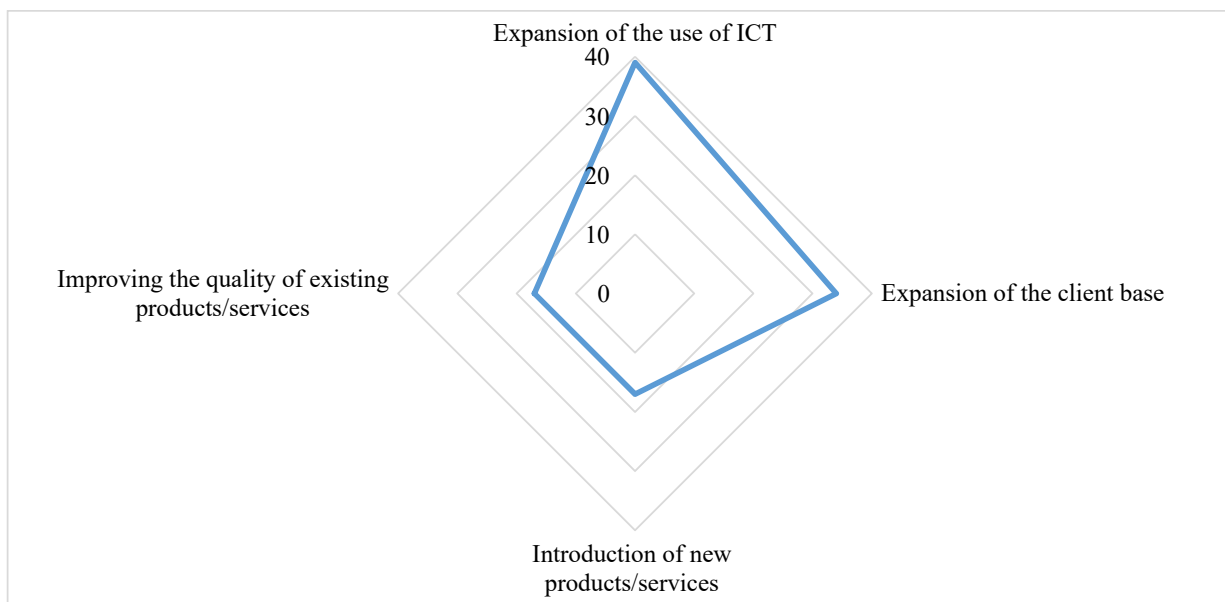 Expansion of the use of ICT
40
30
20
10
0
Improving the quality of existing
products/services
Expansion of the client base
Introduction of new
products/services